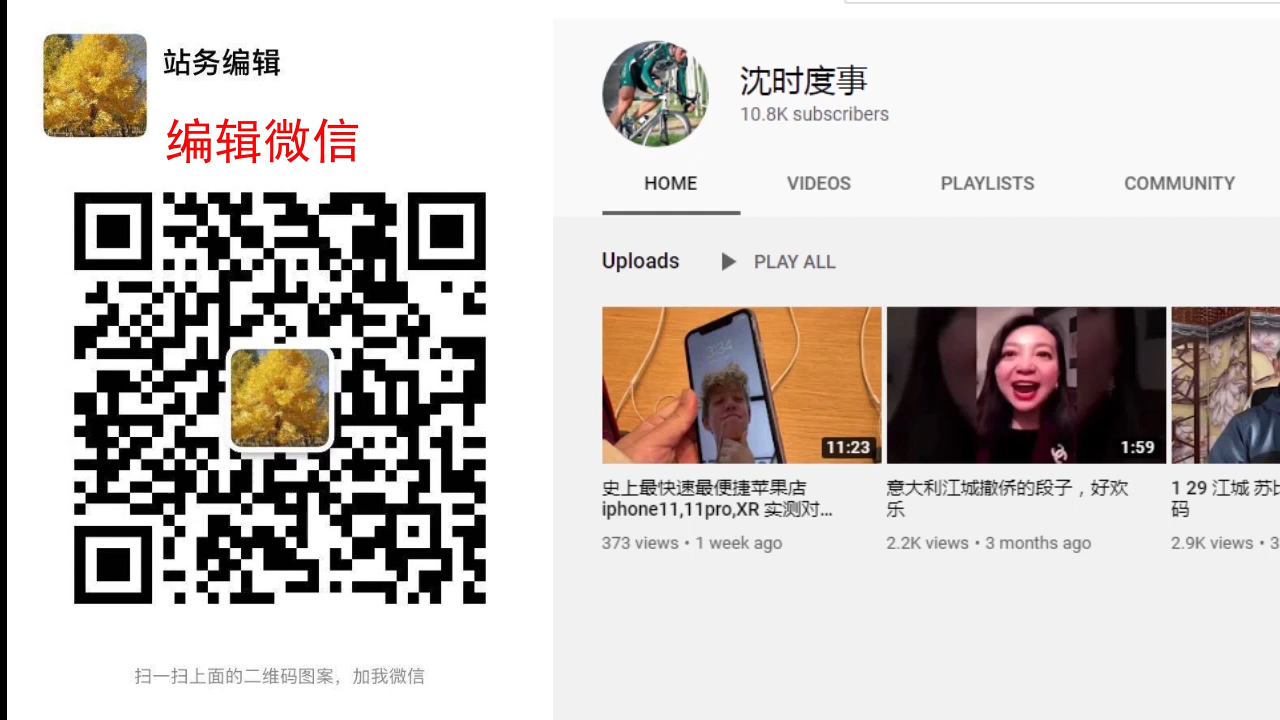 站务编辑
编辑微信
扫一扫上面的二维码图案，加我微信
沈时度事
10.8K subscribers
HOME VIDEOS PLAYLISTS COMMUNITY
Uploads PLAY ALL
3:34
11:23
1:59
史上最快速最便捷苹果店
iphone11,11pro,XR 实测对...
373 views • 1 week ago
意大利江城撤侨的段子，好欢
乐
2.2K views • 3 months ago
1 29 江城 苏
码
2.9K views • 3